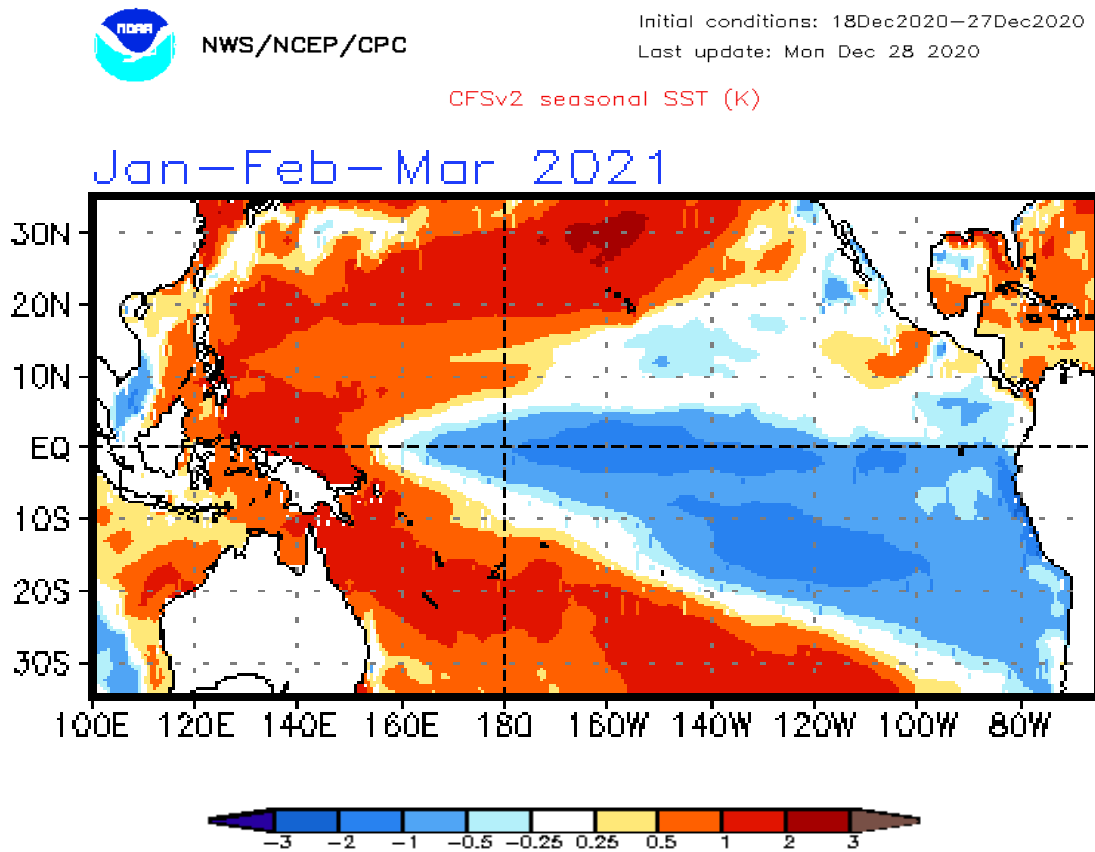 Initial conditions: 18Dec2020–27Dec2020
NOAA
NWS/NCEP/CPC
Last update: Mon Dec 28 2020
CFSv2 seasonal SST (K)
Jan–Feb–Mar 2021
30N
20N
10N
EQ
10S
20S
30S
100E 120E 140E 160E 180 160W 140W 120W 100W 80W
-3 -2 -1 -0.5 -0.25 0.25 0.5 1 2 3